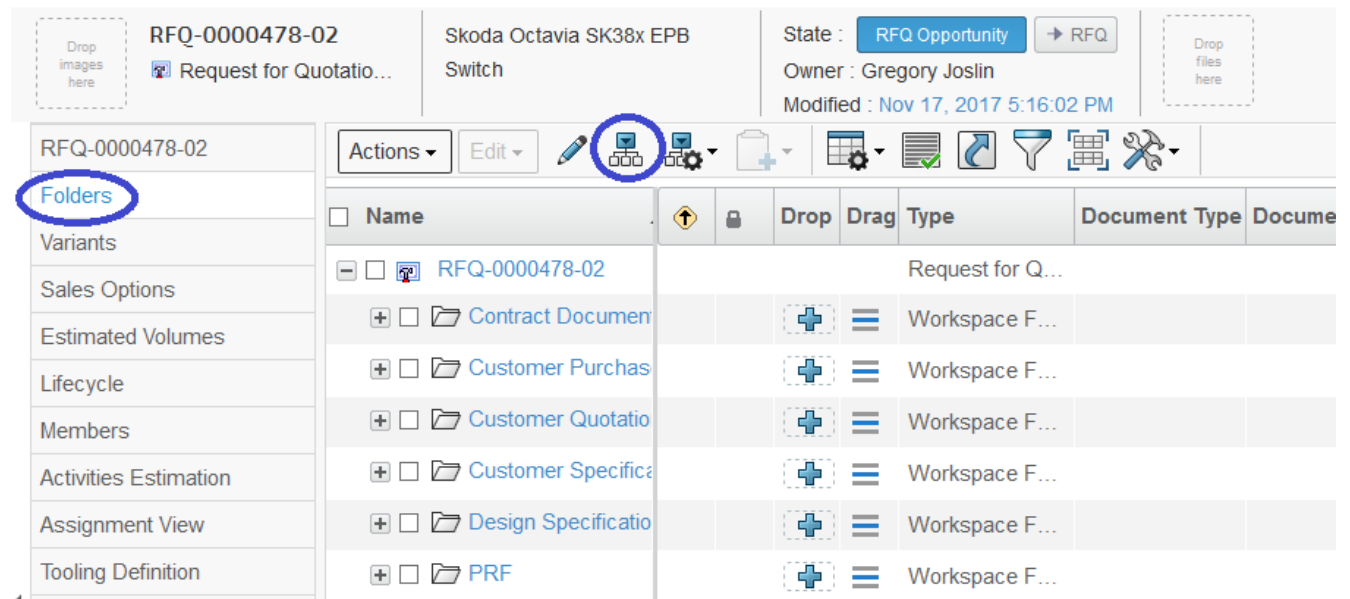 Drop
images
here
RFQ-0000478-02
Request for Quotatio...
Skoda Octavia SK38x EPB
Switch
State : RFQ Opportunity RFQ
Owner : Gregory Joslin
Modified : Nov 17, 2017 5:16:02 PM
Drop
files
here
RFQ-0000478-02
Folders
Variants
Sales Options
Estimated Volumes
Lifecycle
Members
Activities Estimation
Assignment View
Tooling Definition
Actions Edit
Name Drop Drag Type Document Type Docume
RFQ-0000478-02 Request for Q...
Contract Documen Workspace F...
Customer Purchas Workspace F...
Customer Quotatio Workspace F...
Customer Specifica Workspace F...
Design Specificatio Workspace F...
PRF Workspace F...